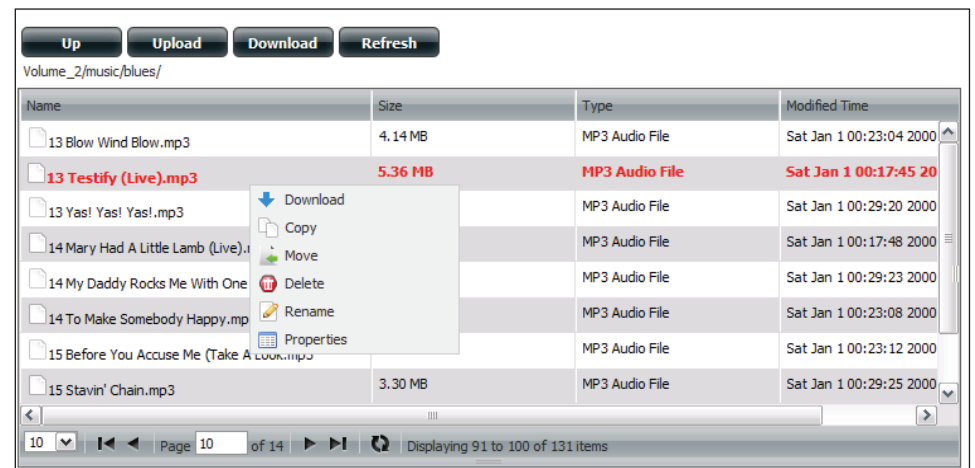 Up Upload Download Refresh
Volume_2/music/blues/
Name Size Type Modified Time
13 Blow Wind Blow.mp3 4.14 MB MP3 Audio File Sat Jan 1 00:23:04 2000
13 Testify (Live).mp3 5.36 MB MP3 Audio File Sat Jan 1 00:17:45 20
Download
13 Yas! Yas! Yas!.mp3 MP3 Audio File Sat Jan 1 00:29:20 2000
Copy
14 Mary Had A Little Lamb (Live). MP3 Audio File Sat Jan 1 00:17:48 2000
Move
14 My Daddy Rocks Me With One MP3 Audio File Sat Jan 1 00:29:23 2000
Delete
14 To Make Somebody Happy.mp MP3 Audio File Sat Jan 1 00:23:08 2000
Rename
Properties
15 Before You Accuse Me (Take A Look.mp3 MP3 Audio File Sat Jan 1 00:23:12 2000
15 Stavin' Chain.mp3 3.30 MB MP3 Audio File Sat Jan 1 00:29:25 2000
10 Page 10 of 14 Displaying 91 to 100 of 131 items